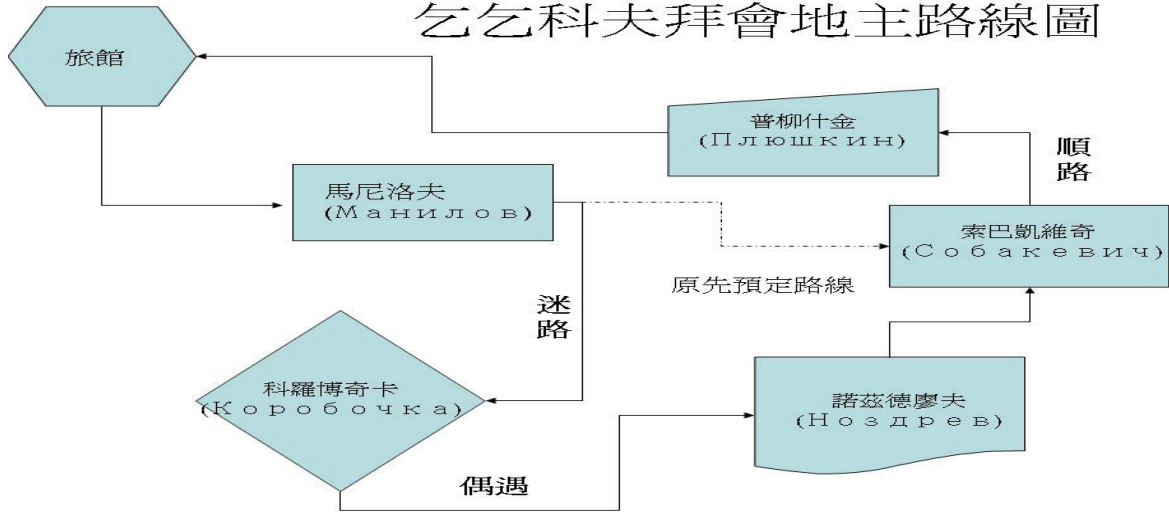 乞乞科夫拜會地主路線圖
旅館
普柳什金
(Плюшкин)
順路
馬尼洛夫
(Манилов)
索巴凱維奇
(Собакевич)
原先預定路線
迷路
科羅博奇卡
(Коробочка)
諾茲德廖夫
(Ноздрев)
偶遇